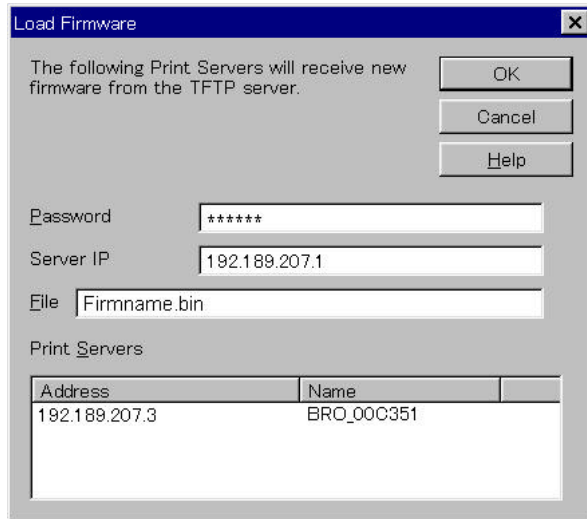 Load Firmware
The following Print Servers will receive new
firmware from the TFTP server.
OK
Cancel
Help
Password ******
Server IP 192.189.207.1
File Firmname.bin
Print Servers
Address Name
192.189.207.3 BRO_00C351